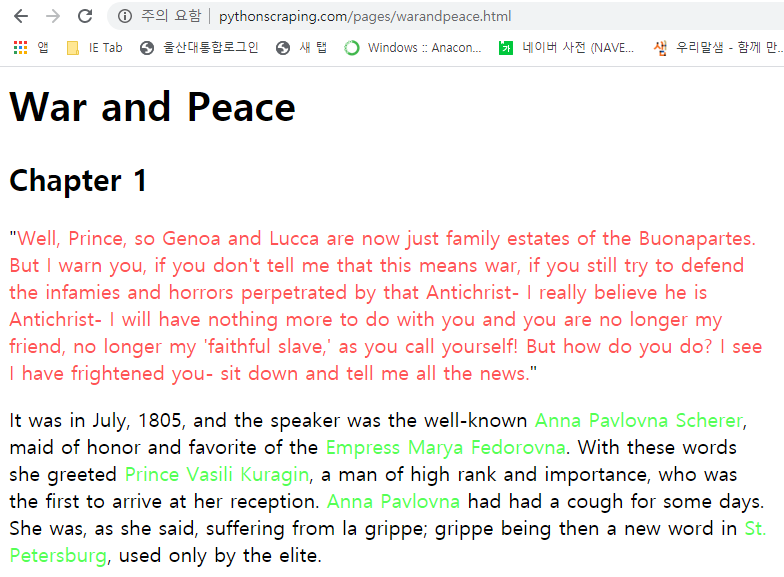 주의 요함 | pythonscraping.com/pages/warandpeace.html
앱 IE Tab 울산대통합로그인 새 탭 Windows :: Anacon... 네이버 사전 (NAVE... 샘 우리말샘 - 함께 만...
War and Peace
Chapter 1
"Well, Prince, so Genoa and Lucca are now just family estates of the Buonapartes.
But I warn you, if you don't tell me that this means war, if you still try to defend
the infamies and horrors perpetrated by that Antichrist- I really believe he is
Antichrist- I will have nothing more to do with you and you are no longer my
friend, no longer my 'faithful slave,' as you call yourself! But how do you do? I see
I have frightened you- sit down and tell me all the news."
It was in July, 1805, and the speaker was the well-known Anna Pavlovna Scherer,
maid of honor and favorite of the Empress Marya Fedorovna. With these words
she greeted Prince Vasili Kuragin, a man of high rank and importance, who was
the first to arrive at her reception. Anna Pavlovna had had a cough for some days.
She was, as she said, suffering from la grippe; grippe being then a new word in St.
Petersburg, used only by the elite.